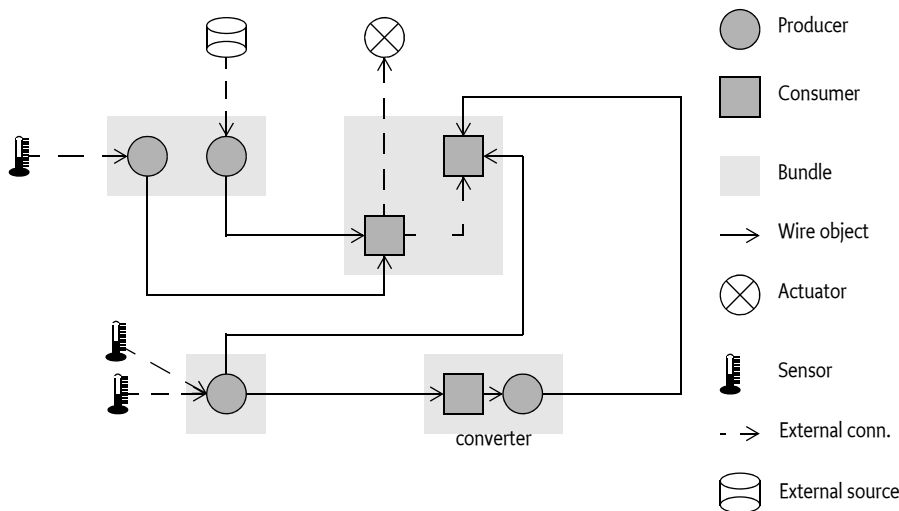 Producer
Consumer
Bundle
Wire object
Actuator
Sensor
External conn.
External source
converter